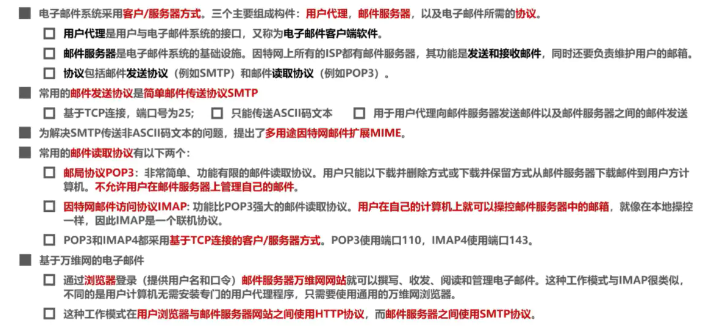 电子邮件系统采用客户/服务器方式。三个主要组成构件：用户代理，邮件服务器，以及电子邮件所需的协议。
用户代理是用户与电子邮件系统的接口，又称为电子邮件客户端软件。
邮件服务器是电子邮件系统的基础设施。因特网上所有的ISP都有邮件服务器，其功能是发送和接收邮件，同时还要负责维护用户的邮箱。
协议包括邮件发送协议（例如SMTP）和邮件读取协议（例如POP3）。
常用的邮件发送协议是简单邮件传送协议SMTP
基于TCP连接，端口号为25; 只能传送ASCII码文本 用于用户代理向邮件服务器发送邮件以及邮件服务器之间的邮件发送
为解决SMTP传送非ASCII码文本的问题，提出了多用途因特网邮件扩展MIME。
常用的邮件读取协议有以下两个：
邮局协议POP3：非常简单、功能有限的邮件读取协议。用户只能以下载并删除方式或下载并保留方式从邮件服务器下载邮件到用户方计
算机。不允许用户在邮件服务器上管理自己的邮件。
因特网邮件访问协议IMAP: 功能比POP3强大的邮件读取协议。用户在自己的计算机上就可以操控邮件服务器中的邮箱，就像在本地操控
一样，因此IMAP是一个联机协议。
POP3和IMAP4都采用基于TCP连接的客户/服务器方式。POP3使用端口110，IMAP4使用端口143。
基于万维网的电子邮件
通过浏览器登录（提供用户名和口令）邮件服务器万维网网站就可以撰写、收发、阅读和管理电子邮件。这种工作模式与IMAP很类似，
不同的是用户计算机无需安装专门的用户代理程序，只需要使用通用的万维网浏览器。
这种工作模式在用户浏览器与邮件服务器网站之间使用HTTP协议，而邮件服务器之间使用SMTP协议。